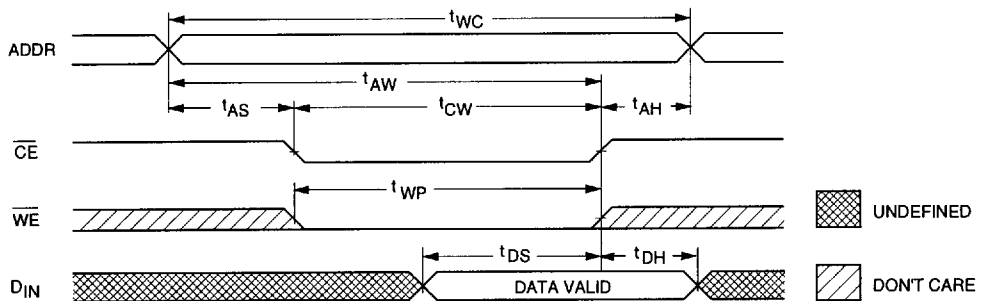 tWC
ADDR
tAW
tAS
tCW
tAH
CE
tWP
WE
UNDEFINED
tDS
tDH
DIN
DATA VALID
DON'T CARE